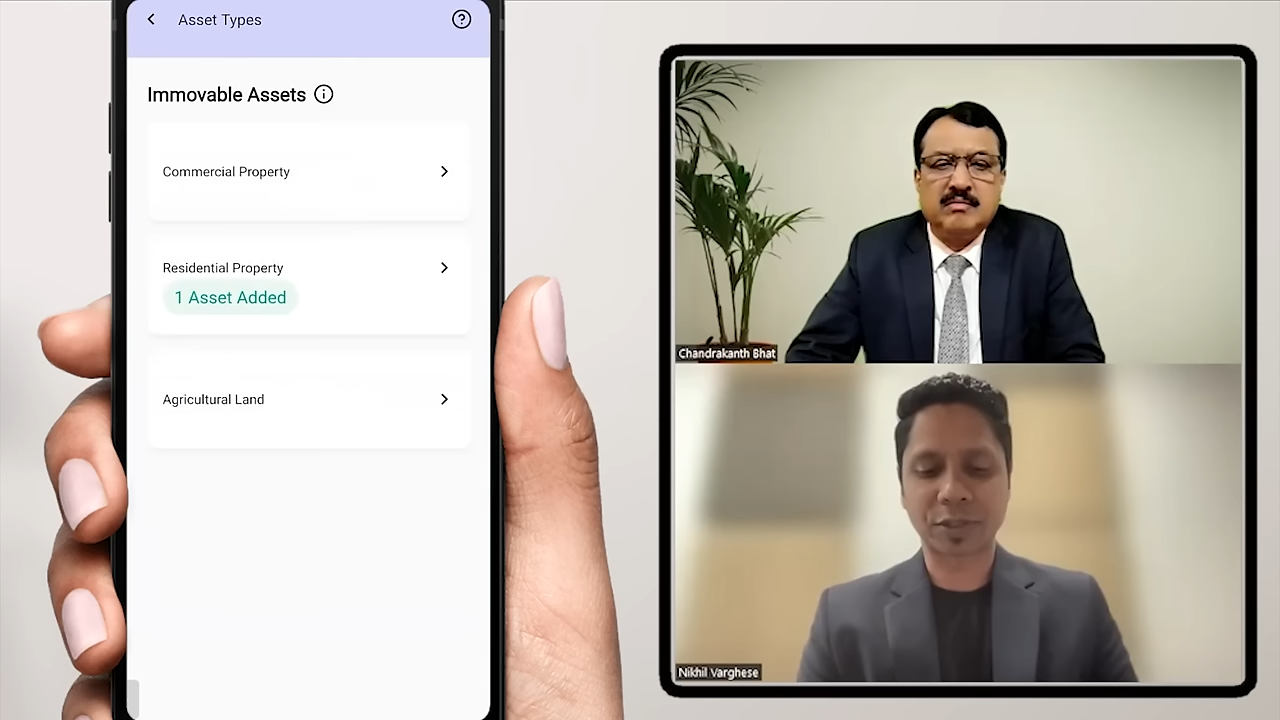 Asset Types
Immovable Assets
Commercial Property
Residential Property
1 Asset Added
Agricultural Land
Chandrakanth Bhat
Nikhil Varghese